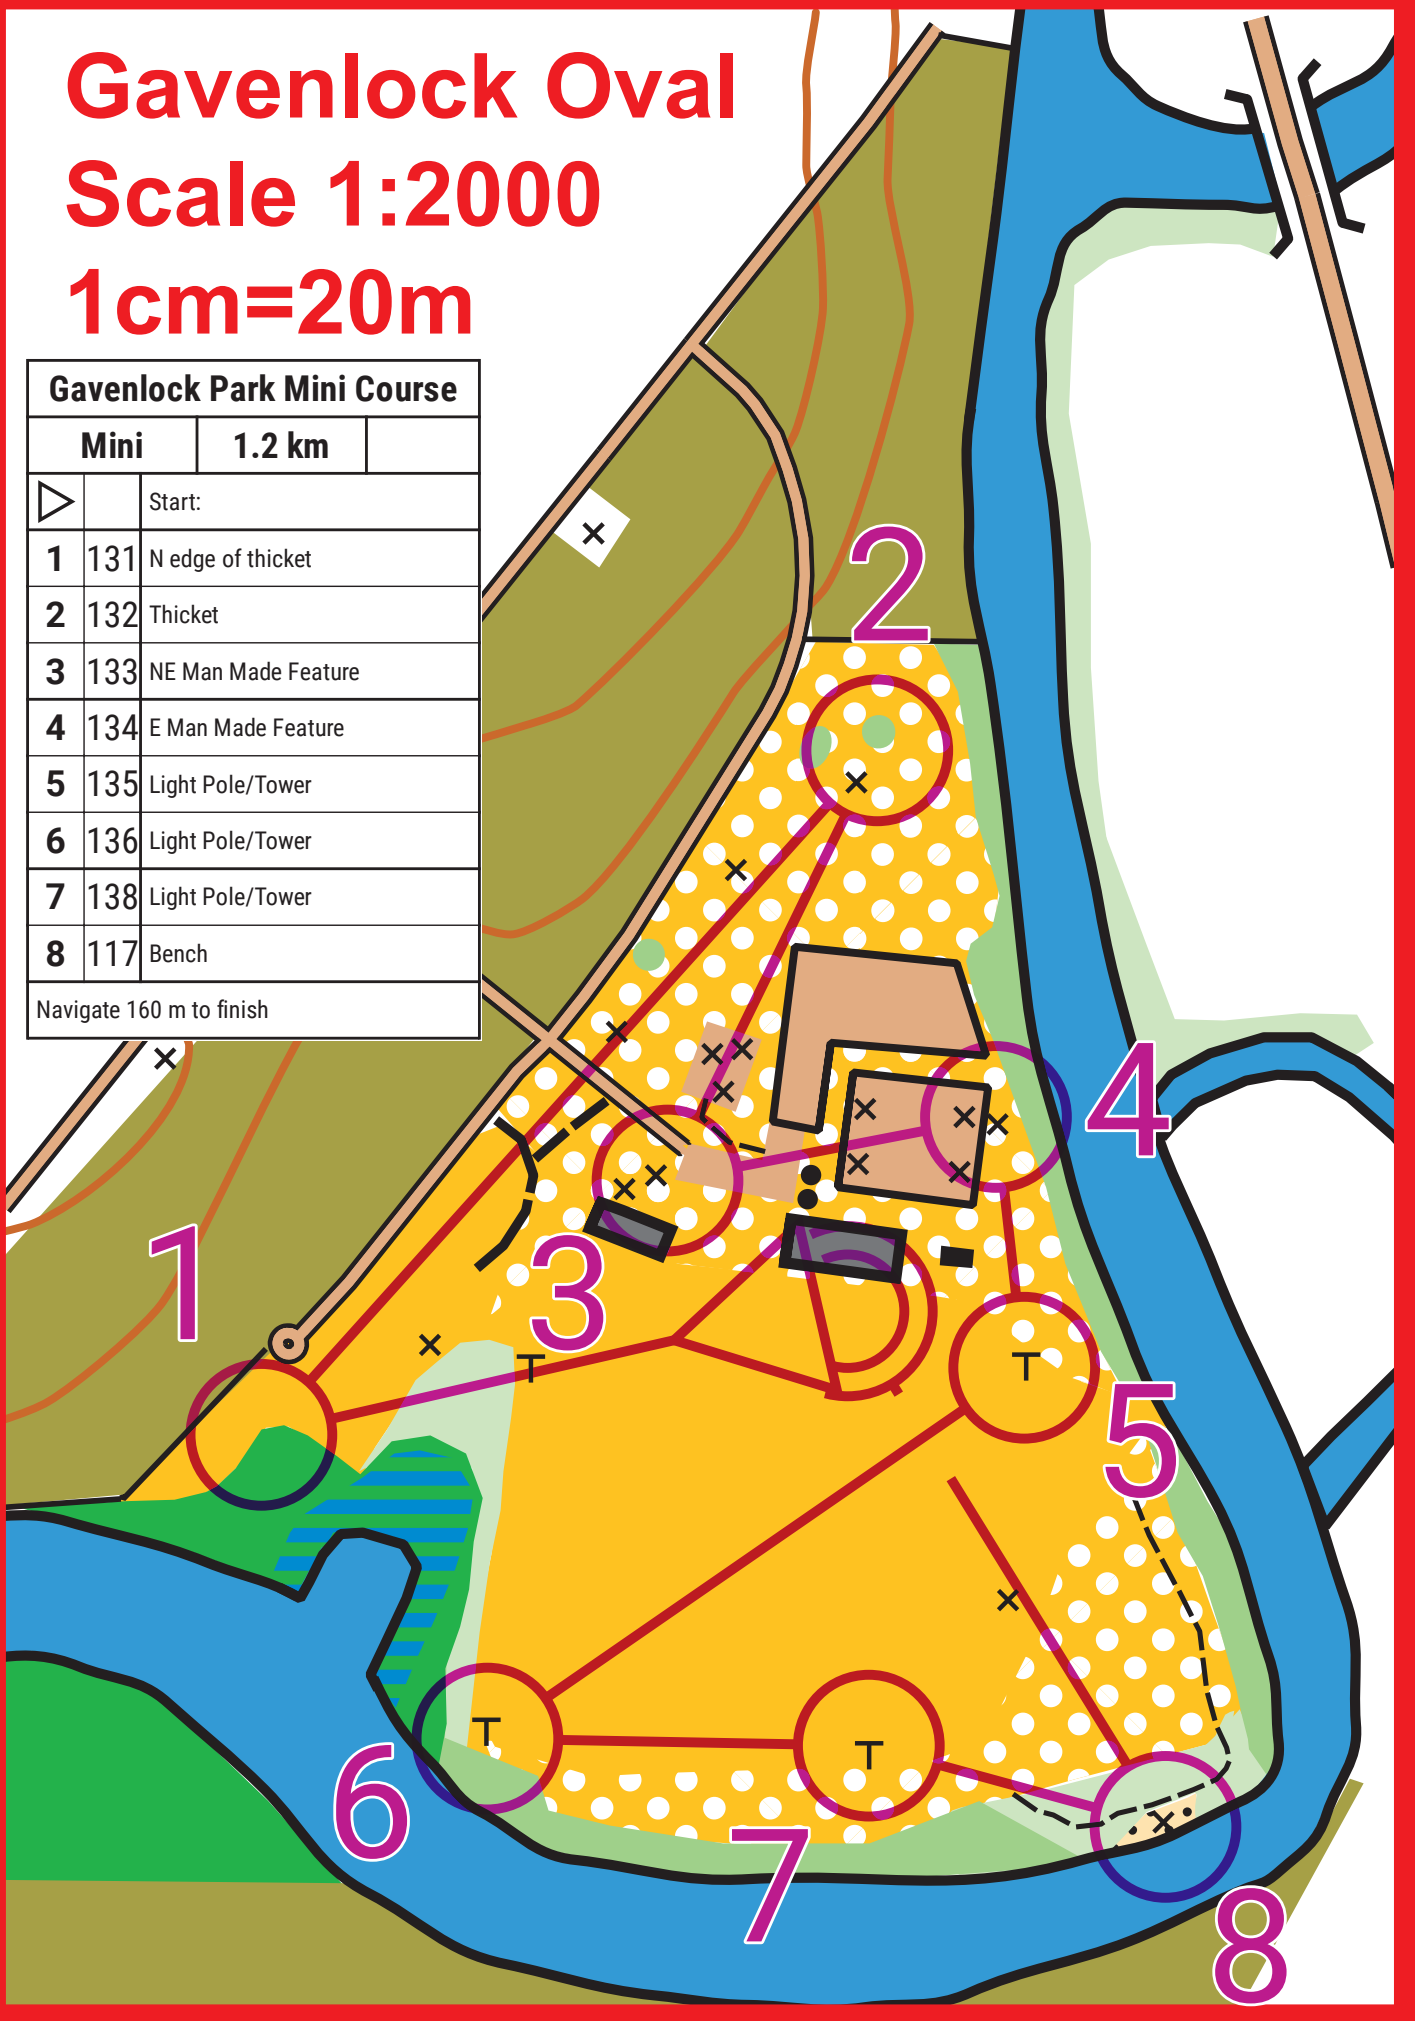 Gavenlock Oval
Scale 1:2000
1cm=20m
Gavenlock Park Mini Course
Mini 1.2 km
Start:
1 131 N edge of thicket
2 132 Thicket
3 133 NE Man Made Feature
4 134 E Man Made Feature
5 135 Light Pole/Tower
6 136 Light Pole/Tower
7 138 Light Pole/Tower
8 117 Bench
Navigate 160 m to finish
2
4
1
3
5
6
7
8